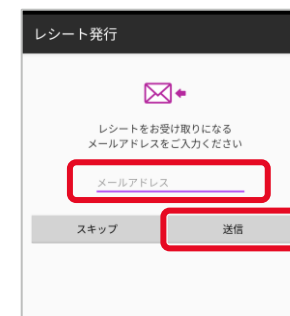 レシート発行
レシートをお受け取りになる
メールアドレスをご入力ください
メールアドレス
スキップ 送信